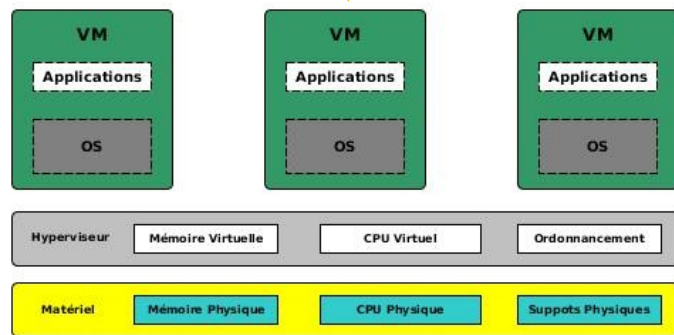 VM
VM
VM
Applications
Applications
Applications
OS
OS
OS
Hyperviseur
Mémoire Virtuelle
CPU Virtuel
Ordonnancement
Matériel
Mémoire Physique
CPU Physique
Suppots Physiques